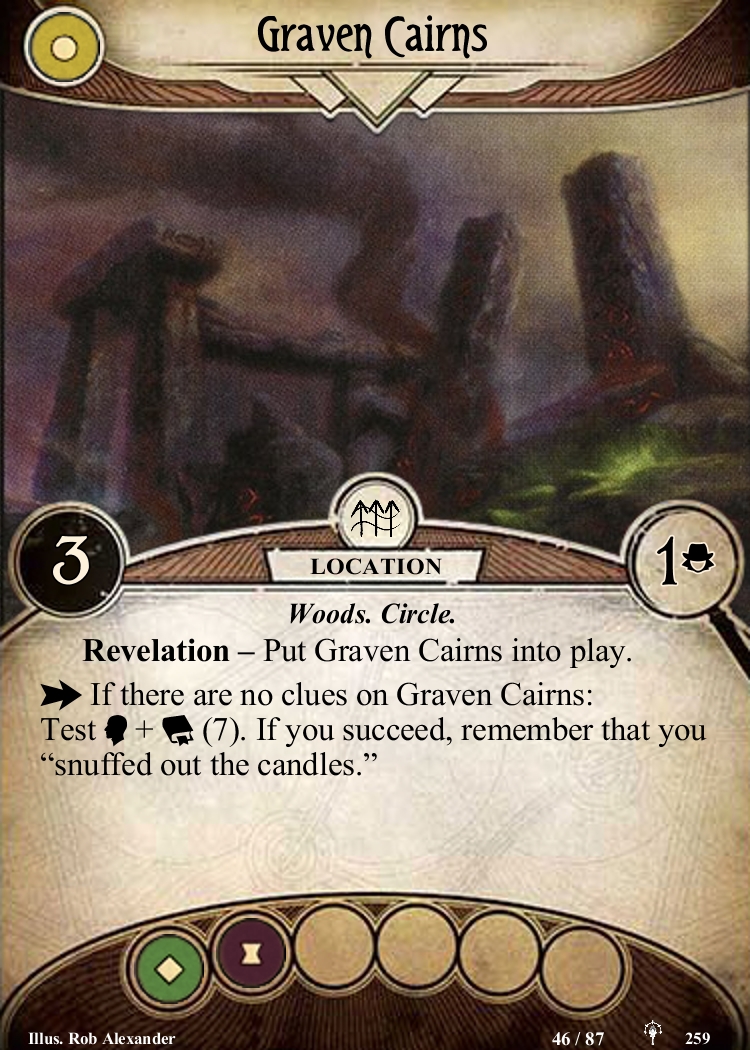 Graven Cairns
3
LOCATION
1
Woods. Circle.
Revelation – Put Graven Cairns into play.
If there are no clues on Graven Cairns:
Test + (7). If you succeed, remember that you
“snuffed out the candles.”
Illus. Rob Alexander
46 / 87
259